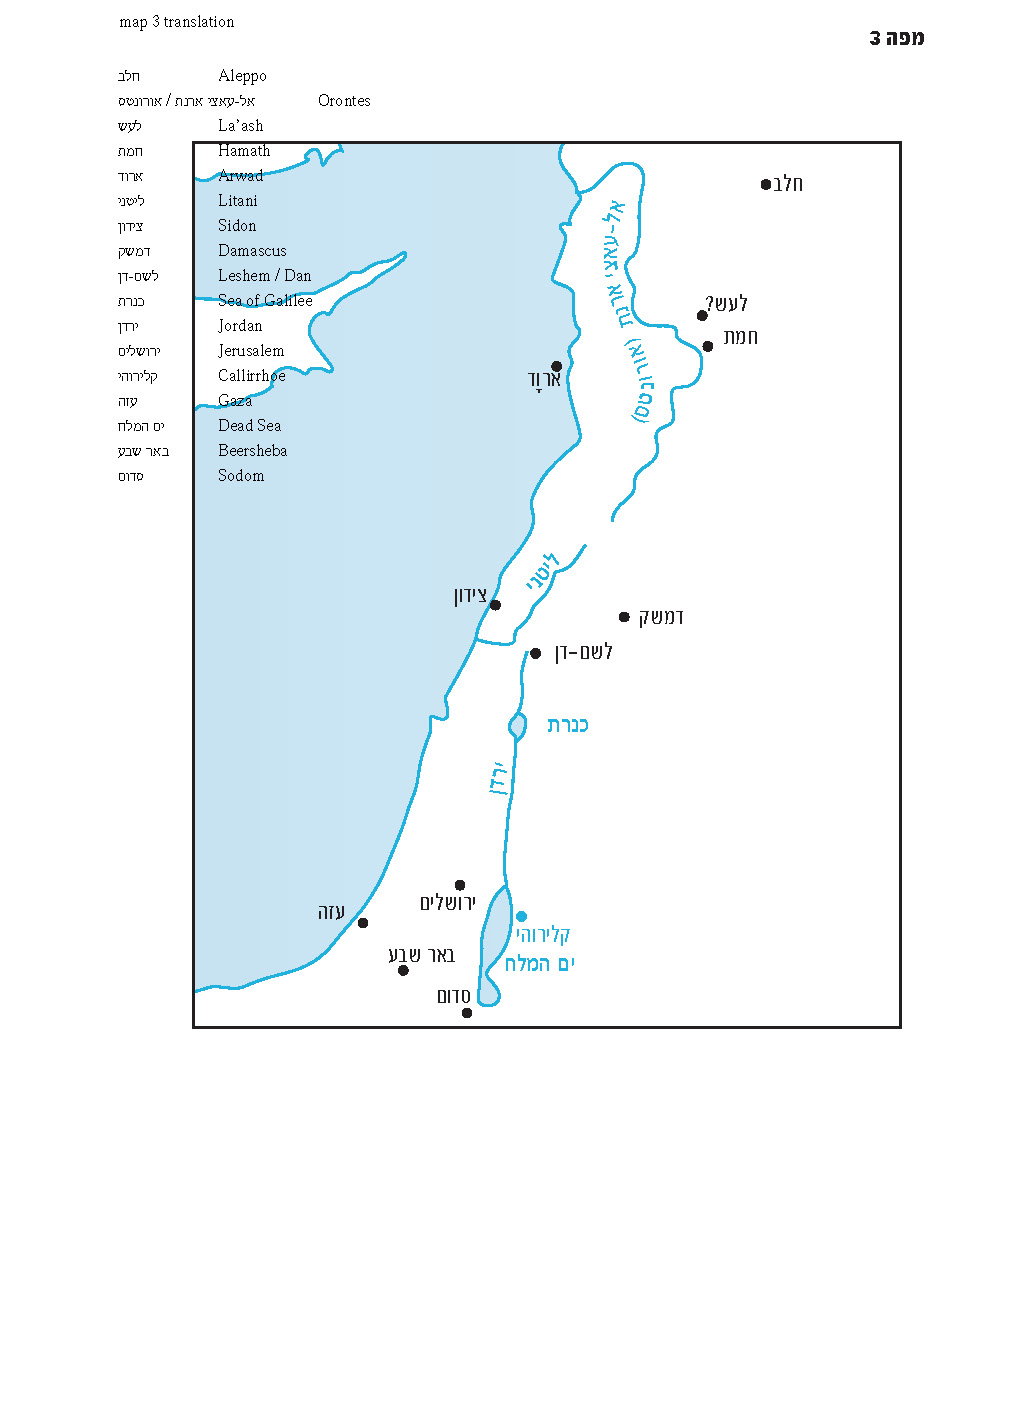 map 3 translation
מפה 3
חלב Aleppo
אל-עאצי ארנת / אורונטס Orontes
לעש La’ash
חמת Hamath
ארוד Arwad
ליטני Litani
צידון Sidon
דמשק Damascus
לשם-דן Leshem / Dan
כנרת Sea of Galilee
ירדן Jordan
ירושלים Jerusalem
קלירוהי Callirrhoe
עזה Gaza
ים המלח Dead Sea
באר שבע Beersheba
סדום Sodom
חלב
אל-עאצי ארנת (אורונטס)
לעש?
חמת
ארוָד
ליטני
צידון
דמשק
לשם-דן
כנרת
ירדן
ירושלים
עזה
קלירוהי
באר שבע
ים המלח
סדום